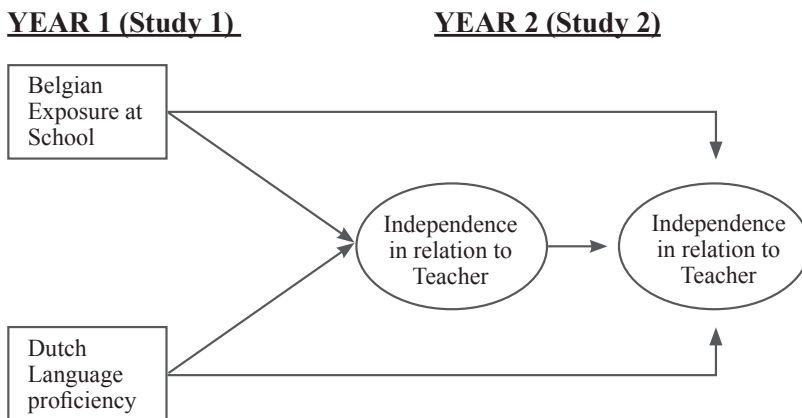 YEAR 1 (Study 1)
YEAR 2 (Study 2)
Belgian
Exposure at
School
Independence
in relation to
Teacher
Independence
in relation to
Teacher
Dutch
Language
proficiency